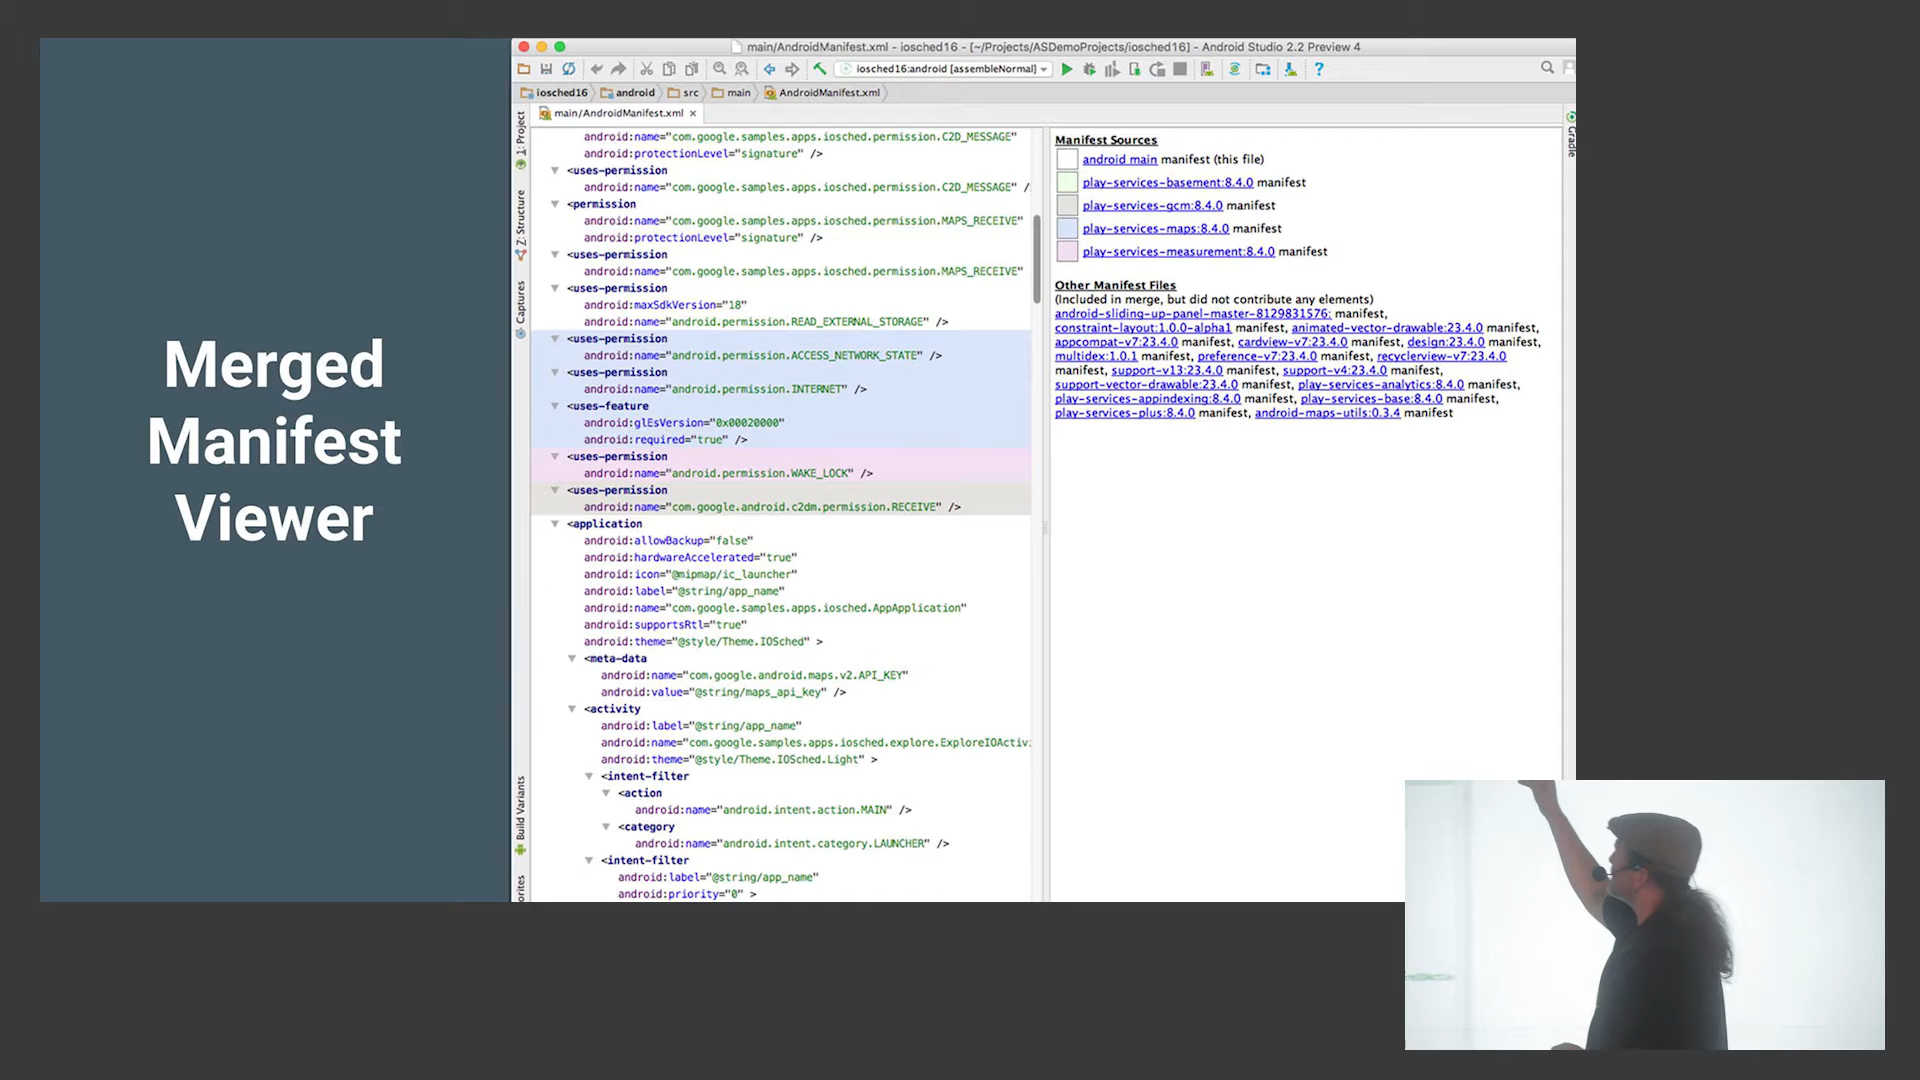 Merged
Manifest
Viewer
main/AndroidManifest.xml - iosched16 - [~/Projects/ASDemoProjects/iosched16] - Android Studio 2.2 Preview 4
iosched16:android [assembleNormal]
iosched16 android src main AndroidManifest.xml
main/AndroidManifest.xml
1: Project
Z: Structure
Captures
Build Variants
orites
Gradle
android:name="com.google.samples.apps.iosched.permission.C2D_MESSAGE"
android:protectionLevel="signature" />
<uses-permission
android:name="com.google.samples.apps.iosched.permission.C2D_MESSAGE" /
<permission
android:name="com.google.samples.apps.iosched.permission.MAPS_RECEIVE"
android:protectionLevel="signature" />
<uses-permission
android:name="com.google.samples.apps.iosched.permission.MAPS_RECEIVE"
<uses-permission
android:maxSdkVersion="18"
android:name="android.permission.READ_EXTERNAL_STORAGE" />
<uses-permission
android:name="android.permission.ACCESS_NETWORK_STATE" />
<uses-permission
android:name="android.permission.INTERNET" />
<uses-feature
android:glEsVersion="0x00020000"
android:required="true" />
<uses-permission
android:name="android.permission.WAKE_LOCK" />
<uses-permission
android:name="com.google.android.c2dm.permission.RECEIVE" />
<application
android:allowBackup="false"
android:hardwareAccelerated="true"
android:icon="@mipmap/ic_launcher"
android:label="@string/app_name"
android:name="com.google.samples.apps.iosched.AppApplication"
android:supportsRtl="true"
android:theme="@style/Theme.IOSched" >
<meta-data
android:name="com.google.android.maps.v2.API_KEY"
android:value="@string/maps_api_key" />
<activity
android:label="@string/app_name"
android:name="com.google.samples.apps.iosched.explore.ExploreIOActiv
android:theme="@style/Theme.IOSched.Light" >
<intent-filter
<action
android:name="android.intent.action.MAIN" />
<category
android:name="android.intent.category.LAUNCHER" />
<intent-filter
android:label="@string/app_name"
android:priority="0" >
Manifest Sources
android main manifest (this file)
play-services-basement:8.4.0 manifest
play-services-gcm:8.4.0 manifest
play-services-maps:8.4.0 manifest
play-services-measurement:8.4.0 manifest
Other Manifest Files
(Included in merge, but did not contribute any elements)
android-sliding-up-panel-master-8129831576: manifest,
constraint-layout:1.0.0-alpha1 manifest, animated-vector-drawable:23.4.0 manifest,
appcompat-v7:23.4.0 manifest, cardview-v7:23.4.0 manifest, design:23.4.0 manifest,
multidex:1.0.1 manifest, preference-v7:23.4.0 manifest, recyclerview-v7:23.4.0
manifest, support-v13:23.4.0 manifest, support-v4:23.4.0 manifest,
support-vector-drawable:23.4.0 manifest, play-services-analytics:8.4.0 manifest,
play-services-appindexing:8.4.0 manifest, play-services-base:8.4.0 manifest,
play-services-plus:8.4.0 manifest, android-maps-utils:0.3.4 manifest